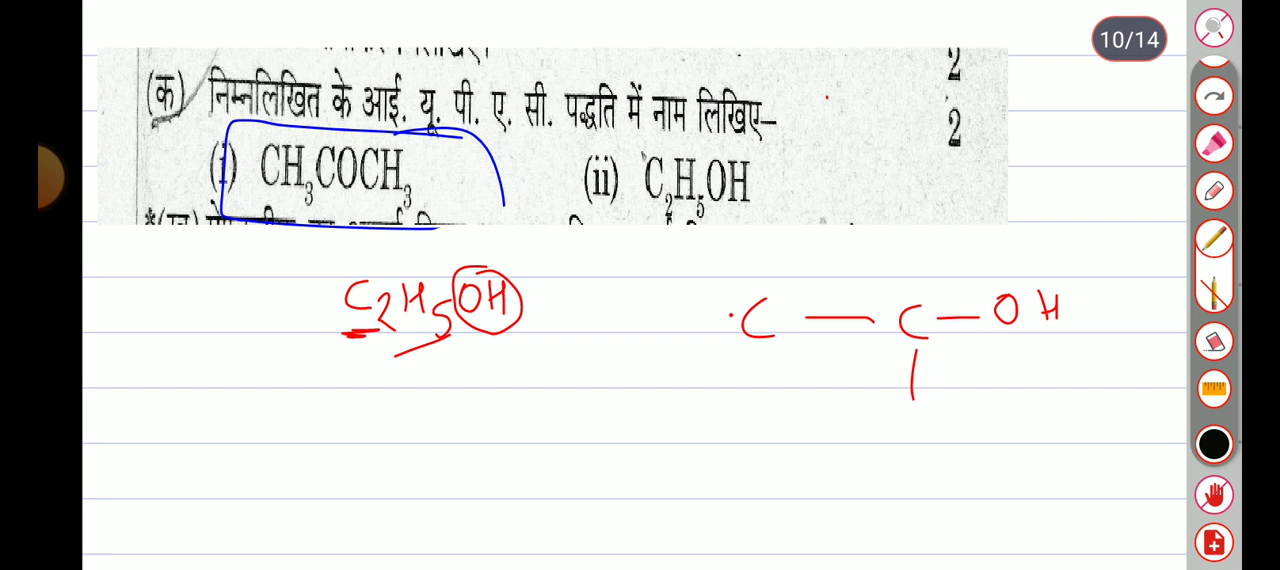 10/14
2
(क) निम्नलिखित के आई. यू. पी. ए. सी. पद्धति में नाम लिखिए– 2
(i) CH₃COCH₃ (ii) C₂H₅OH
C₂H₅OH C — C — OH